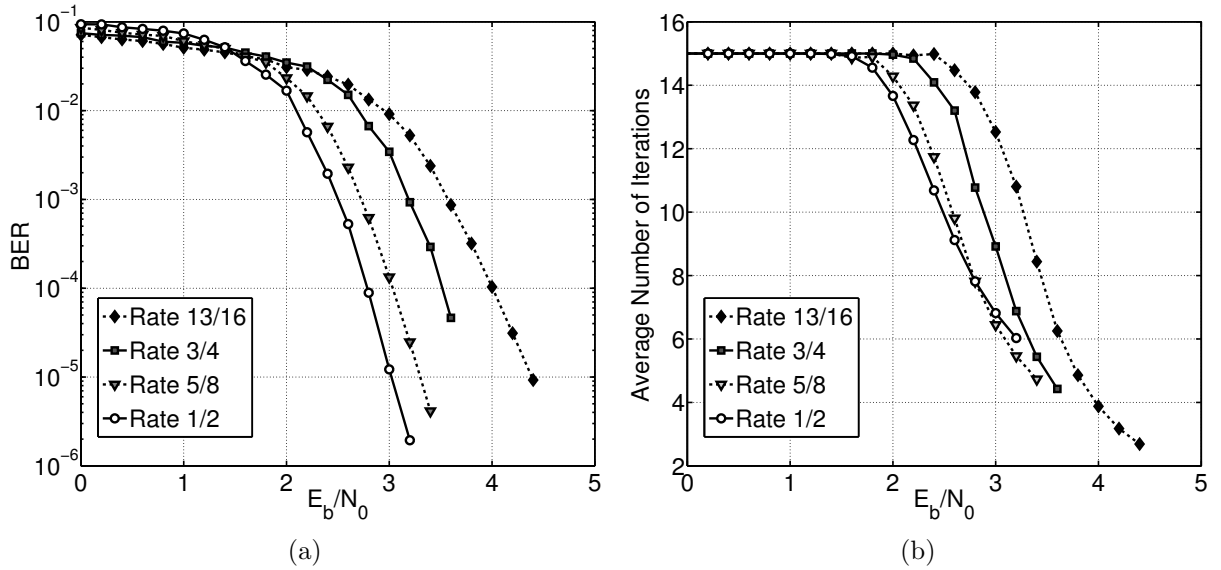 10^-1
10^-2
10^-3
10^-4
10^-5
10^-6
BER
0 1 2 3 4 5
E_b/N_0
Rate 13/16
Rate 3/4
Rate 5/8
Rate 1/2
(a)
16
14
12
10
8
6
4
2
Average Number of Iterations
0 1 2 3 4 5
E_b/N_0
Rate 13/16
Rate 3/4
Rate 5/8
Rate 1/2
(b)